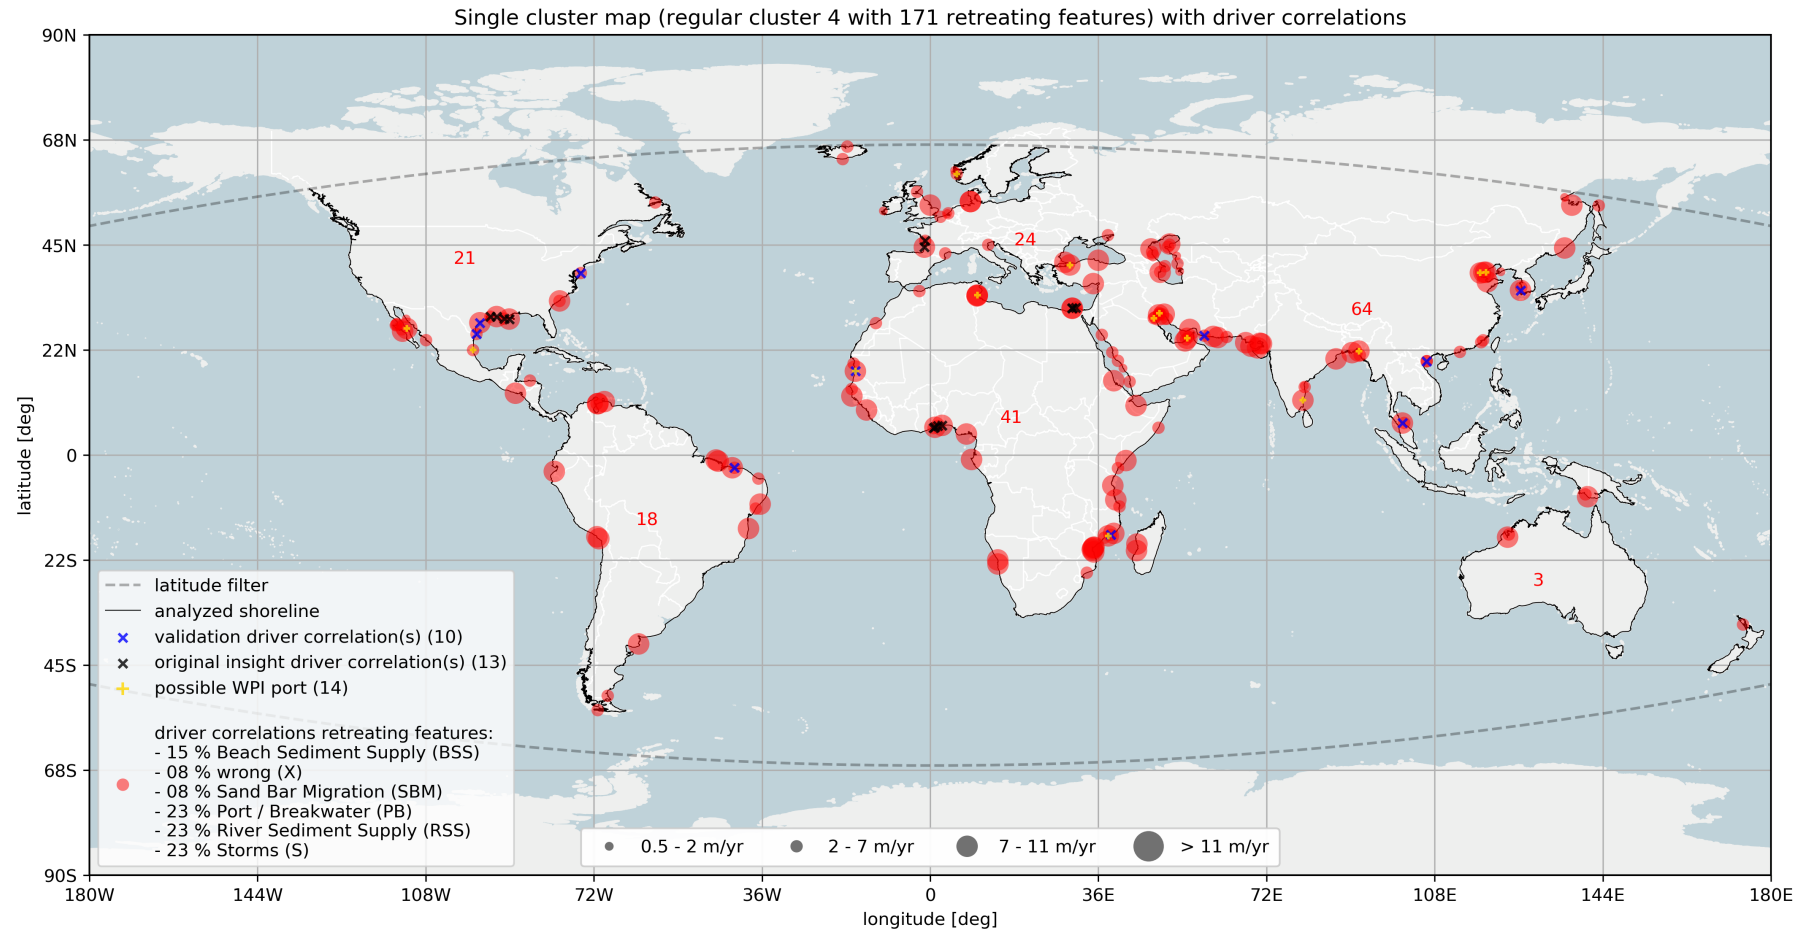 Single cluster map (regular cluster 4 with 171 retreating features) with driver correlations
90N
68N
45N
22N
0
22S
45S
68S
90S
latitude [deg]
21
24
64
41
18
3
latitude filter
analyzed shoreline
validation driver correlation(s) (10)
original insight driver correlation(s) (13)
possible WPI port (14)
driver correlations retreating features:
- 15 % Beach Sediment Supply (BSS)
- 08 % wrong (X)
- 08 % Sand Bar Migration (SBM)
- 23 % Port / Breakwater (PB)
- 23 % River Sediment Supply (RSS)
- 23 % Storms (S)
0.5 - 2 m/yr 2 - 7 m/yr 7 - 11 m/yr > 11 m/yr
180W 144W 108W 72W 36W 0 36E 72E 108E 144E 180E
longitude [deg]